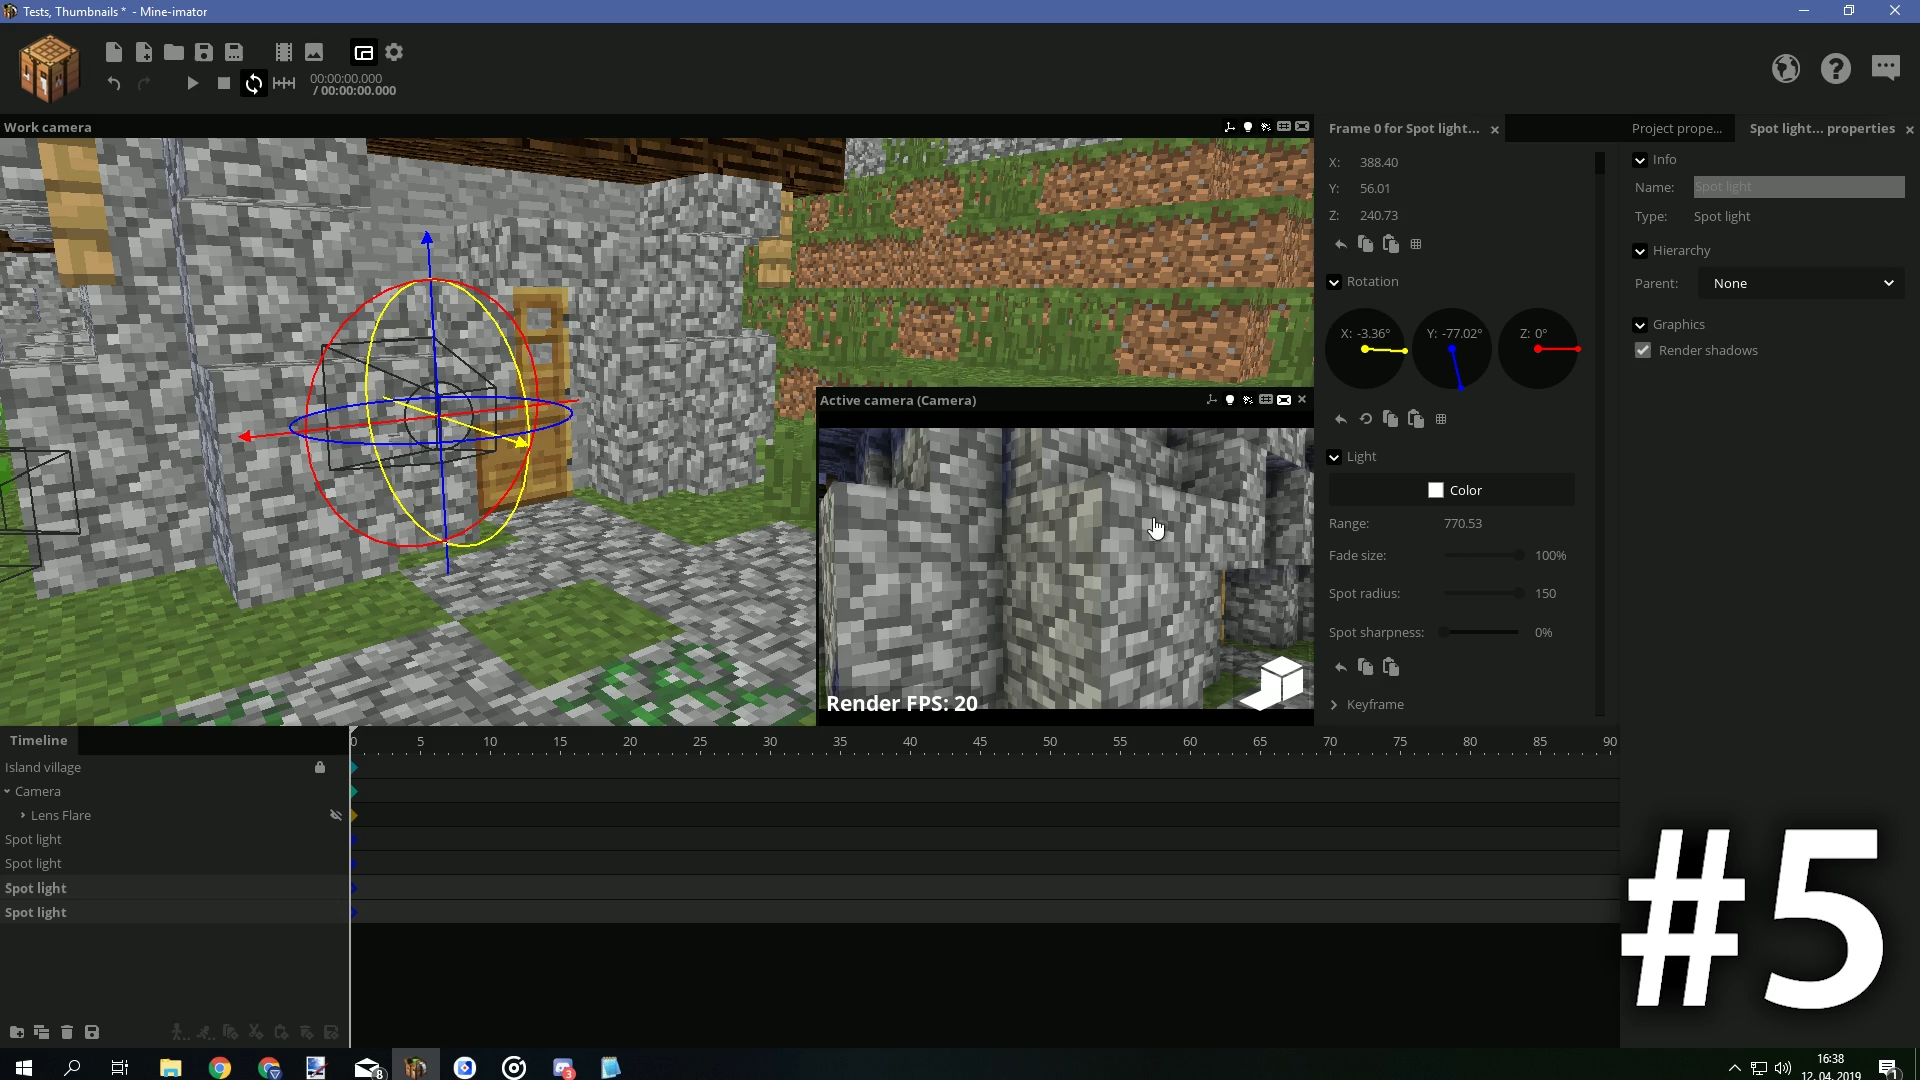 Tests, Thumbnails * - Mine-imator
00:00:00.000
/ 00:00:00.000
Work camera
Frame 0 for Spot light...
Project prope...
Spot light... properties
X: 388.40
Y: 56.01
Z: 240.73
Rotation
X: -3.36°
Y: -77.02°
Z: 0°
Light
Color
Range: 770.53
Fade size: 100%
Spot radius: 150
Spot sharpness: 0%
Keyframe
Info
Name: Spot light
Type: Spot light
Hierarchy
Parent: None
Graphics
Render shadows
Active camera (Camera)
Render FPS: 20
Timeline
0 5 10 15 20 25 30 35 40 45 50 55 60 65 70 75 80 85 90
Island village
Camera
Lens Flare
Spot light
Spot light
Spot light
Spot light
#5
8
3
16:38
12. 04. 2019
1